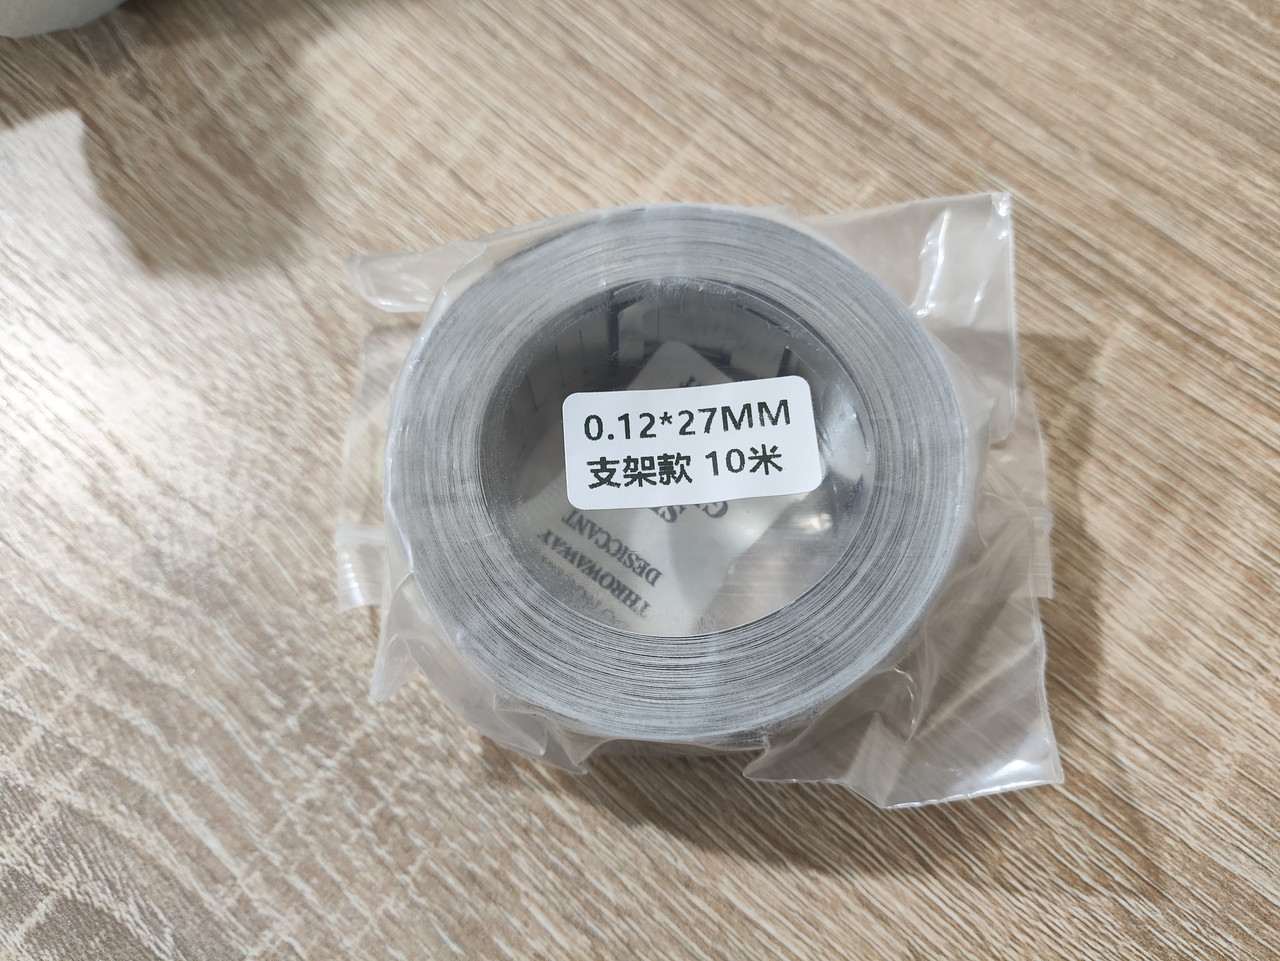 0.12*27MM
支架款 10米
DESICCANT
THROWAWAY